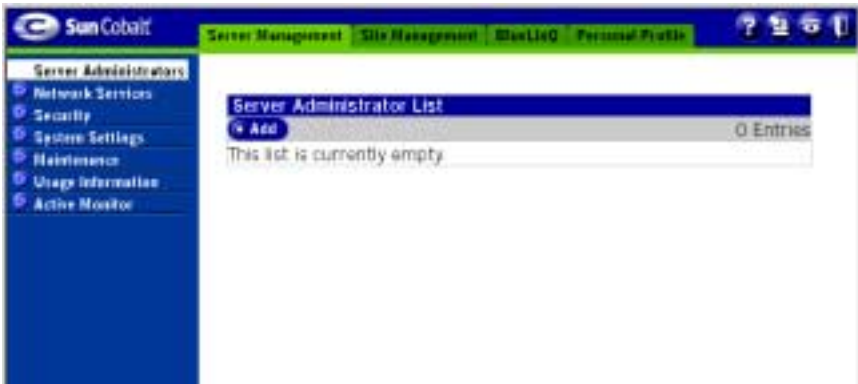 Sun Cobalt
Server Management Site Management BlueLinQ Personal Profile
?
Server Administrators
Network Services
Security
System Settings
Maintenance
Usage Information
Active Monitor
Server Administrator List
Add
0 Entries
This list is currently empty